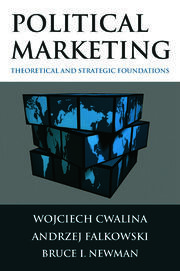 POLITICAL
MARKETING
THEORETICAL AND STRATEGIC FOUNDATIONS
WOJCIECH CWALINA
ANDRZEJ FALKOWSKI
BRUCE I. NEWMAN